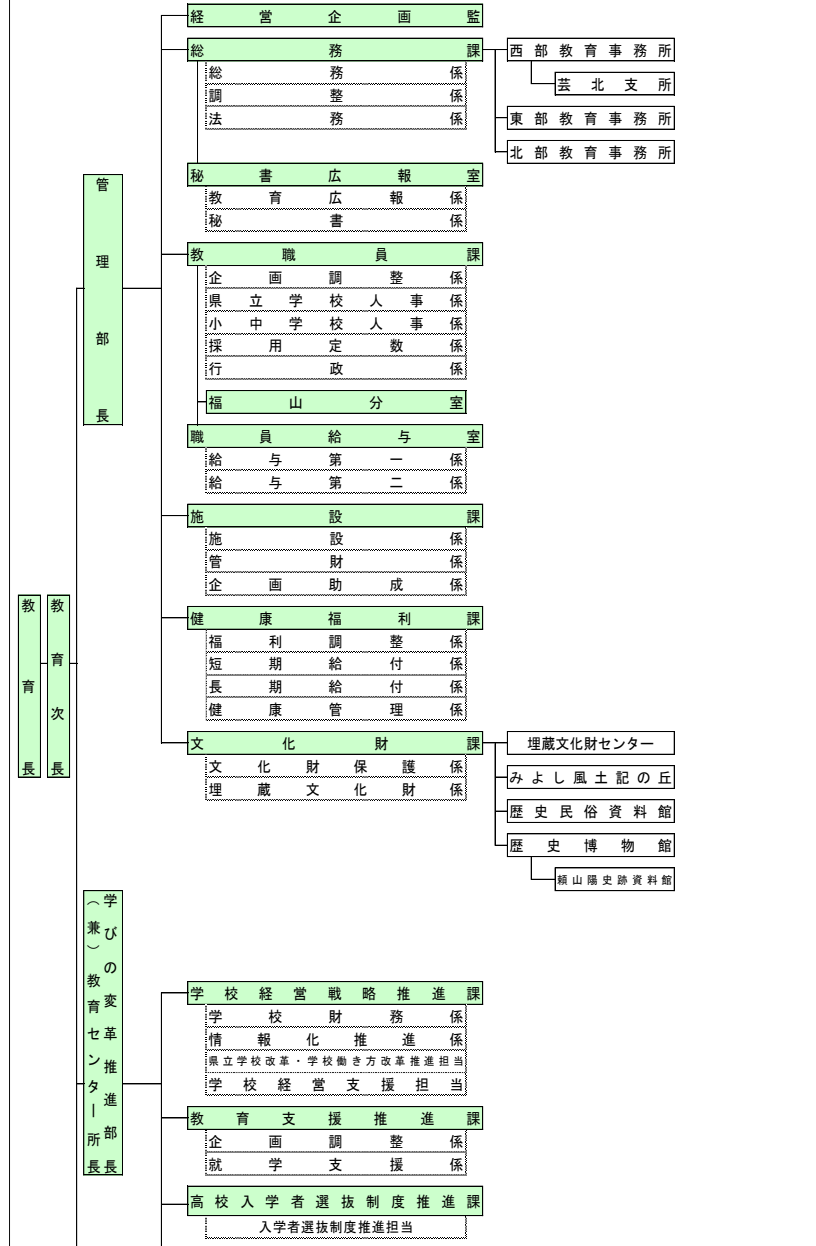 経営企画監
総務課
西部教育事務所
総務係
芸北支所
調整係
法務係
東部教育事務所
北部教育事務所
秘書広報室
教育広報係
秘書係
管理部長
教職員課
企画調整係
県立学校人事係
小中学校人事係
採用定数係
行政係
福山分室
職員給与室
給与第一係
給与第二係
施設課
施設係
管財係
企画助成係
教育長
教育次長
健康福利課
福利調整係
短期給付係
長期給付係
健康管理係
文化財課
文化財保護係
埋蔵文化財係
埋蔵文化財センター
みよし風土記の丘
歴史民俗資料館
歴史博物館
頼山陽史跡資料館
学びの変革推進部長
（兼）教育センター所長
学校経営戦略推進課
学校財務係
情報化推進係
県立学校改革・学校働き方改革推進担当
学校経営支援担当
教育支援推進課
企画調整係
就学支援係
高校入学者選抜制度推進課
入学者選抜制度推進担当